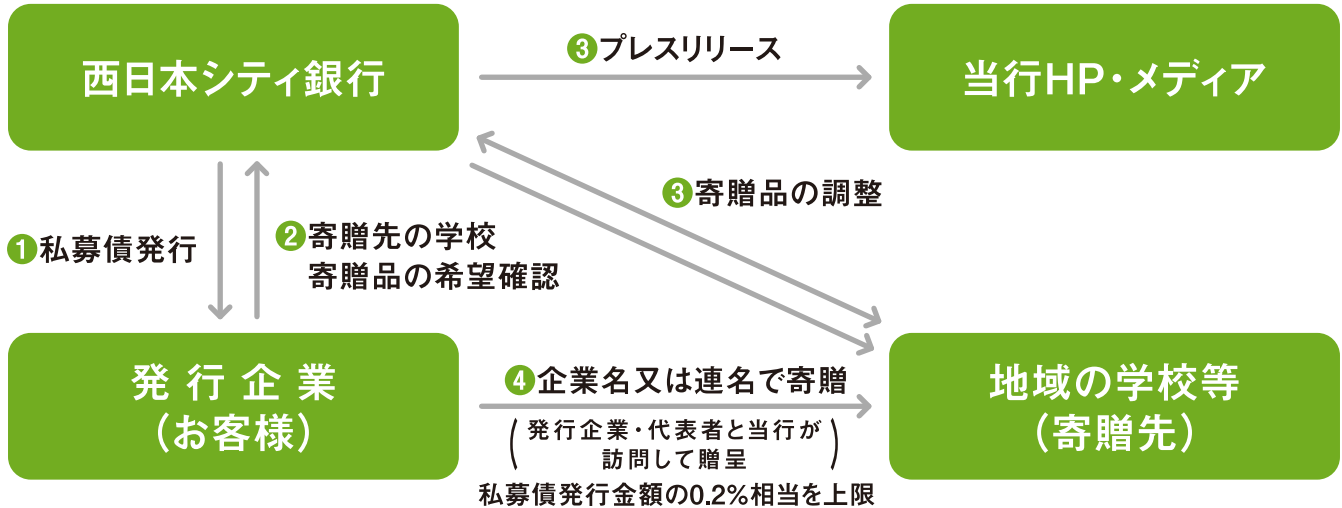 西日本シティ銀行
❸プレスリリース
当行HP・メディア
❸寄贈品の調整
❶私募債発行
❷寄贈先の学校
寄贈品の希望確認
発行企業
(お客様)
❹企業名又は連名で寄贈
(発行企業・代表者と当行が
訪問して贈呈)
私募債発行金額の0.2%相当を上限
地域の学校等
(寄贈先)